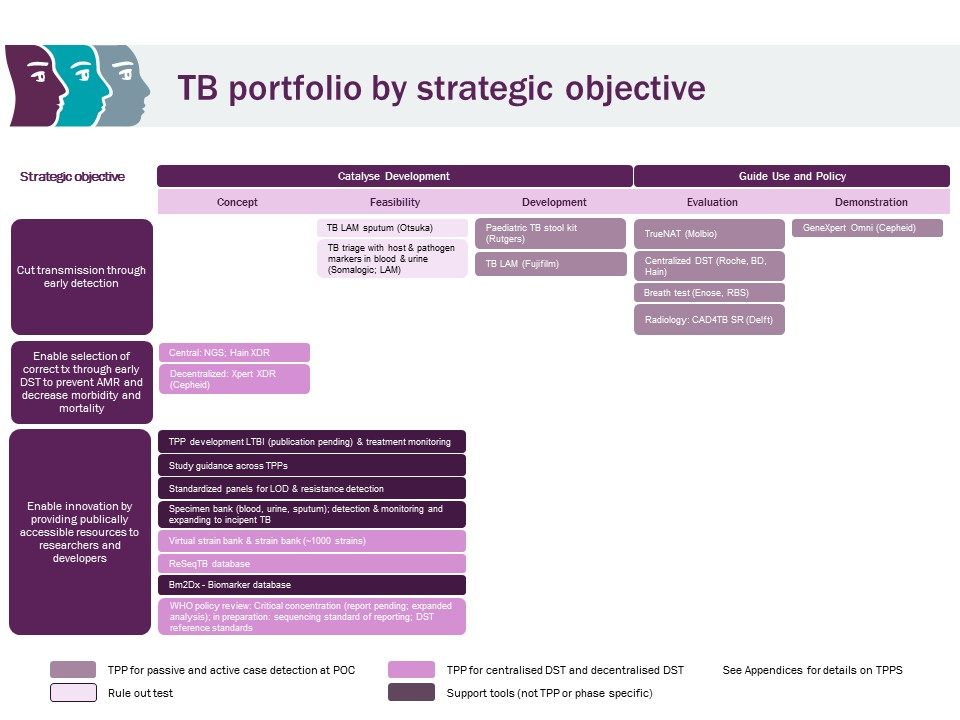 TB portfolio by strategic objective
Strategic objective
Catalyse Development
Guide Use and Policy
Concept
Feasibility
Development
Evaluation
Demonstration
Cut transmission through
early detection
TB LAM sputum (Otsuka)
TB triage with host & pathogen
markers in blood & urine
(Somalogic; LAM)
Paediatric TB stool kit
(Rutgers)
TB LAM (Fujifilm)
TrueNAT (Molbio)
Centralized DST (Roche, BD,
Hain)
Breath test (Enose, RBS)
Radiology: CAD4TB SR (Delft)
GeneXpert Omni (Cepheid)
Enable selection of
correct tx through early
DST to prevent AMR and
decrease morbidity and
mortality
Central: NGS; Hain XDR
Decentralized: Xpert XDR
(Cepheid)
Enable innovation by
providing publically
accessible resources to
researchers and
developers
TPP development LTBI (publication pending) & treatment monitoring
Study guidance across TPPs
Standardized panels for LOD & resistance detection
Specimen bank (blood, urine, sputum); detection & monitoring and
expanding to incipent TB
Virtual strain bank & strain bank (~1000 strains)
ReSeqTB database
Bm2Dx - Biomarker database
WHO policy review: Critical concentration (report pending; expanded
analysis); in preparation: sequencing standard of reporting; DST
reference standards
TPP for passive and active case detection at POC
TPP for centralised DST and decentralised DST
See Appendices for details on TPPS
Rule out test
Support tools (not TPP or phase specific)